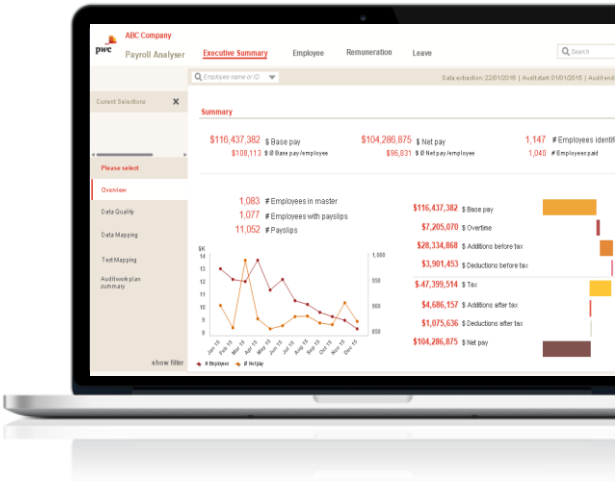 ABC Company
pwc
Payroll Analyser
Executive Summary
Employee
Remuneration
Leave
Search
Employee name or ID
Data extraction: 22/01/2016 | Audit start: 01/01/2015 | Audit end
Current Selections X
Please select
Overview
Data Quality
Data Mapping
Test Mapping
Audit work plan
summary
show filter
Summary
$116,437,382 $ Base pay
$108,113 $ Ø Base pay/employee
$104,286,875 $ Net pay
$96,831 $ Ø Net pay/employee
1,147 # Employees identifi
1,040 # Employees paid
1,083 # Employees in master
1,077 # Employees with payslips
11,052 # Payslips
$K
14
13
12
11
10
9
8
1,000
950
900
850
Jan 15
Feb 15
Mar 15
Apr 15
May 15
Jun 15
Jul 15
Aug 15
Sep 15
Oct 15
Nov 15
Dec 15
# Employees
Ø Net pay
$116,437,382 $ Base pay
$7,205,070 $ Overtime
$28,334,868 $ Additions before tax
$3,901,453 $ Deductions before tax
$-47,399,514 $ Tax
$4,686,157 $ Additions after tax
$1,075,636 $ Deductions after tax
$104,286,875 $ Net pay